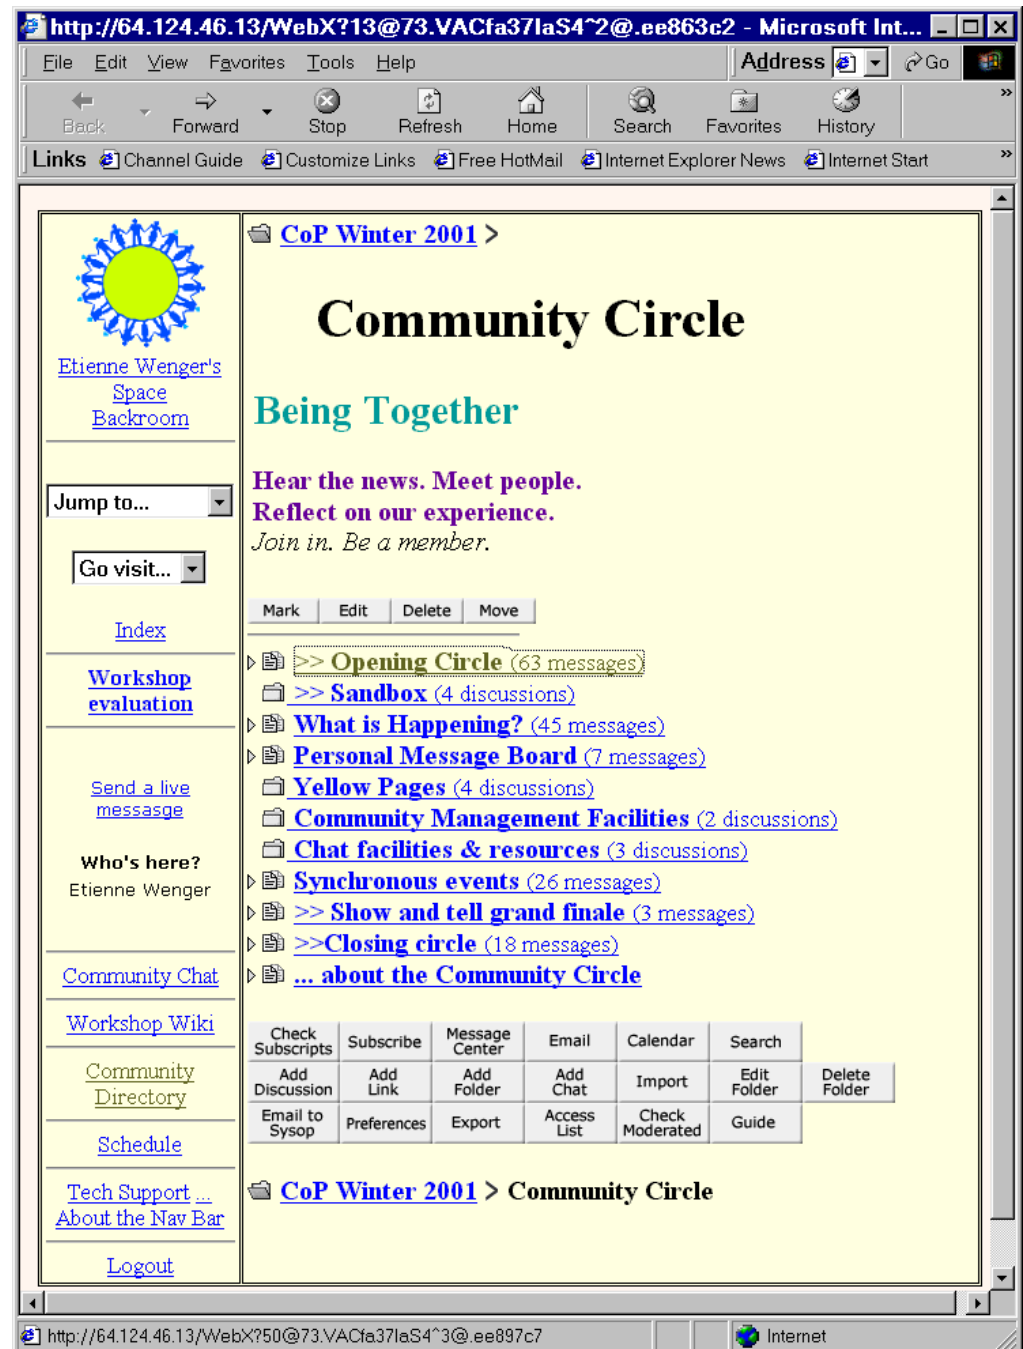 http://64.124.46.13/WebX?13@73.VACfa37IaS4^2@.ee863c2 - Microsoft Int...
File Edit View Favorites Tools Help Address Go
Back Forward Stop Refresh Home Search Favorites History »
Links Channel Guide Customize Links Free HotMail Internet Explorer News Internet Start »
Etienne Wenger's
Space
Backroom
Jump to...
Go visit...
Index
Workshop
evaluation
Send a live
messasge
Who's here?
Etienne Wenger
Community Chat
Workshop Wiki
Community
Directory
Schedule
Tech Support ...
About the Nav Bar
Logout
CoP Winter 2001 >
Community Circle
Being Together
Hear the news. Meet people.
Reflect on our experience.
Join in. Be a member.
Mark Edit Delete Move
>> Opening Circle (63 messages)
>> Sandbox (4 discussions)
What is Happening? (45 messages)
Personal Message Board (7 messages)
Yellow Pages (4 discussions)
Community Management Facilities (2 discussions)
Chat facilities & resources (3 discussions)
Synchronous events (26 messages)
>> Show and tell grand finale (3 messages)
>>Closing circle (18 messages)
... about the Community Circle
Check Subscripts Subscribe Message Center Email Calendar Search
Add Discussion Add Link Add Folder Add Chat Import Edit Folder Delete Folder
Email to Sysop Preferences Export Access List Check Moderated Guide
CoP Winter 2001 > Community Circle
http://64.124.46.13/WebX?50@73.VACfa37IaS4^3@.ee897c7 Internet